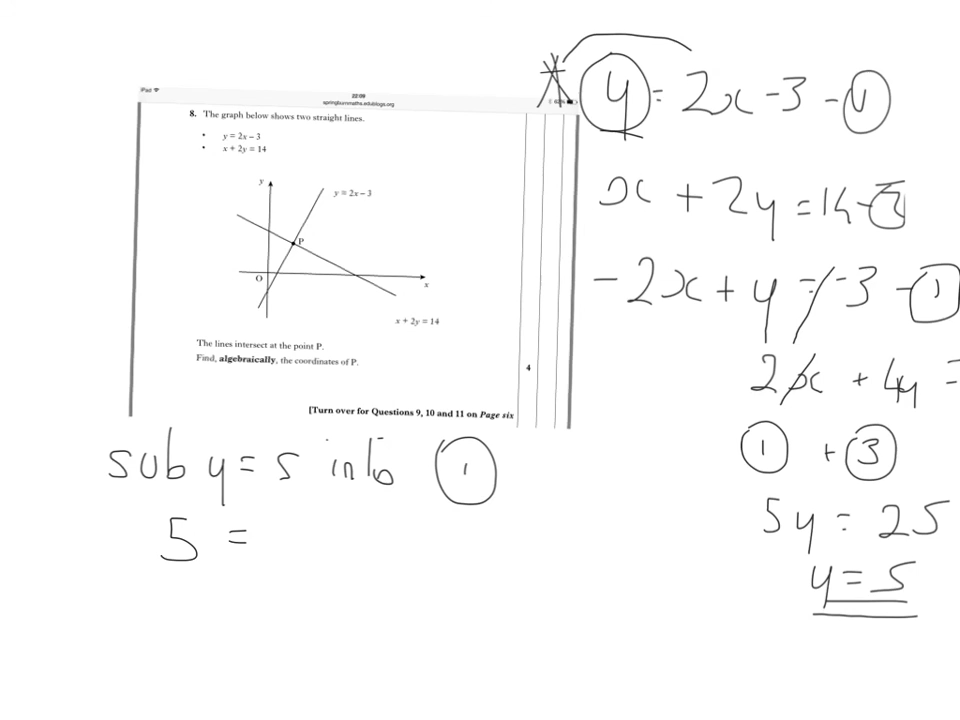 iPad
22:09
springburnmaths.edublogs.org
8. The graph below shows two straight lines.
• y = 2x – 3
• x + 2y = 14
y
y = 2x – 3
P
O
x
x + 2y = 14
The lines intersect at the point P.
Find, algebraically, the coordinates of P.
4
[Turn over for Questions 9, 10 and 11 on Page six
y = 2x - 3 - 1
x + 2y = 14 -
- 2x + y = -3 - 1
2x + 4y =
1 + 3
5y = 25
y = 5
sub y = 5 into 1
5 =